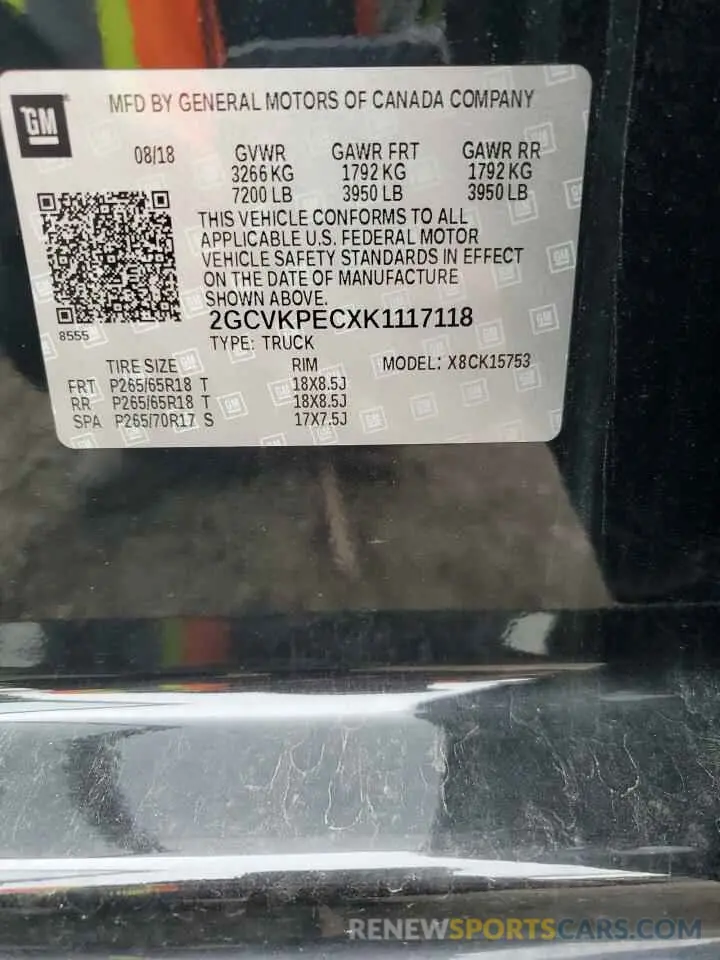 GM
MFD BY GENERAL MOTORS OF CANADA COMPANY
08/18 GVWR GAWR FRT GAWR RR
3266 KG 1792 KG 1792 KG
7200 LB 3950 LB 3950 LB
THIS VEHICLE CONFORMS TO ALL
APPLICABLE U.S. FEDERAL MOTOR
VEHICLE SAFETY STANDARDS IN EFFECT
ON THE DATE OF MANUFACTURE
SHOWN ABOVE.
8555
2GCVKPECXK1117118
TYPE: TRUCK
TIRE SIZE RIM MODEL: X8CK15753
FRT P265/65R18 T 18X8.5J
RR P265/65R18 T 18X8.5J
SPA P265/70R17 S 17X7.5J
RENEWSPORTSCARS.COM